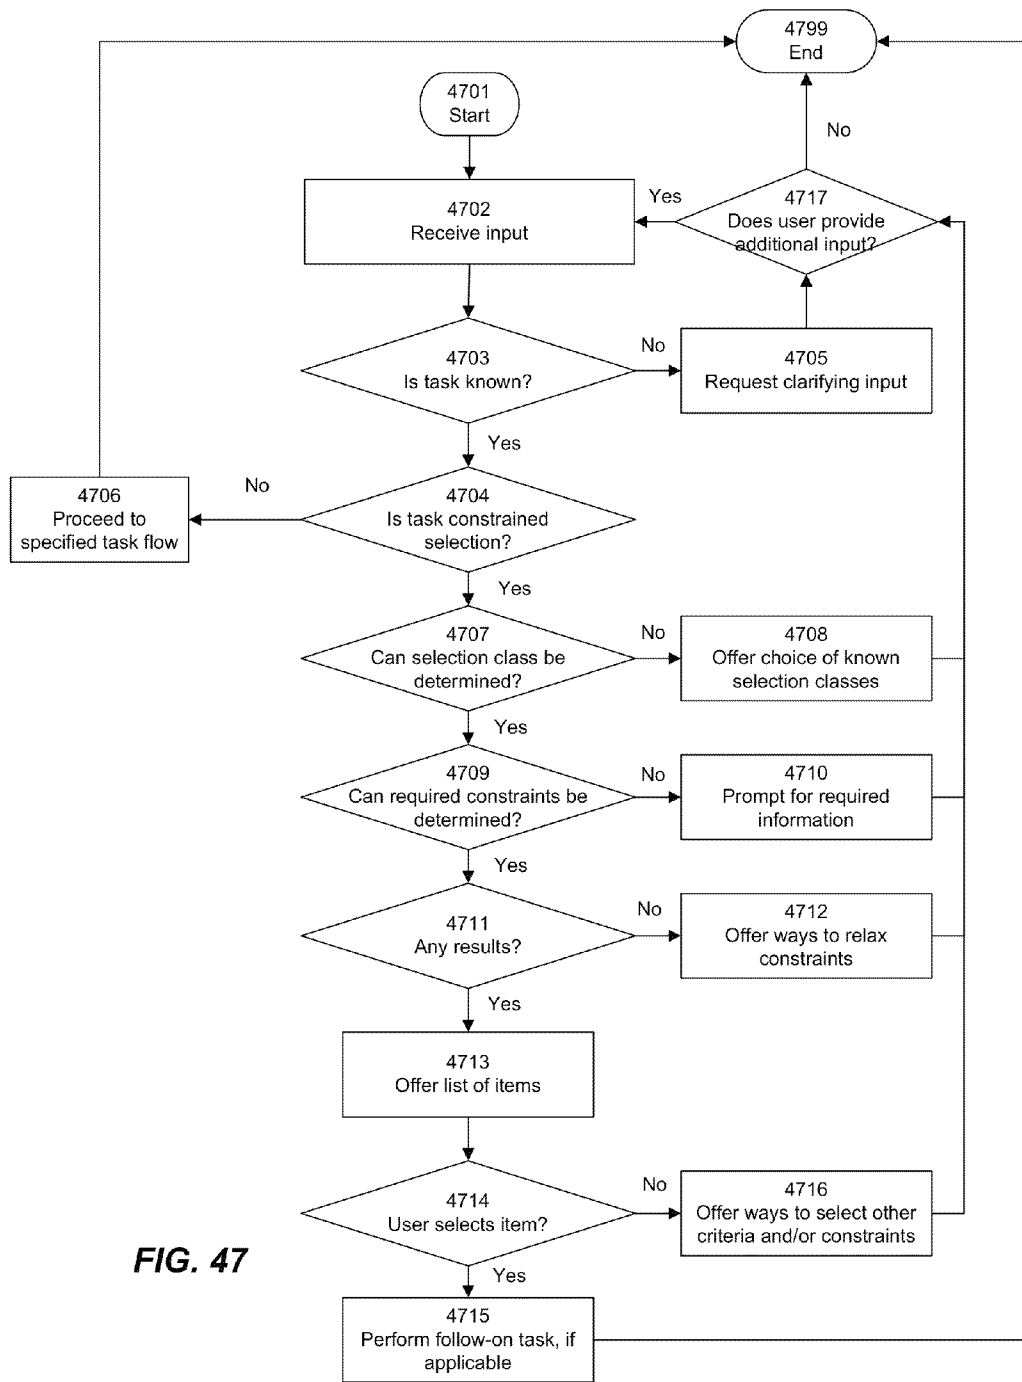 4799
End
4701
Start
No
4717
Does user provide
additional input?
Yes
4702
Receive input
4703
Is task known?
No
4705
Request clarifying input
Yes
4706
Proceed to
specified task flow
No
4704
Is task constrained
selection?
Yes
4707
Can selection class be
determined?
No
4708
Offer choice of known
selection classes
Yes
4709
Can required constraints be
determined?
No
4710
Prompt for required
information
Yes
4711
Any results?
No
4712
Offer ways to relax
constraints
Yes
4713
Offer list of items
4714
User selects item?
No
4716
Offer ways to select other
criteria and/or constraints
FIG. 47
Yes
4715
Perform follow-on task, if
applicable